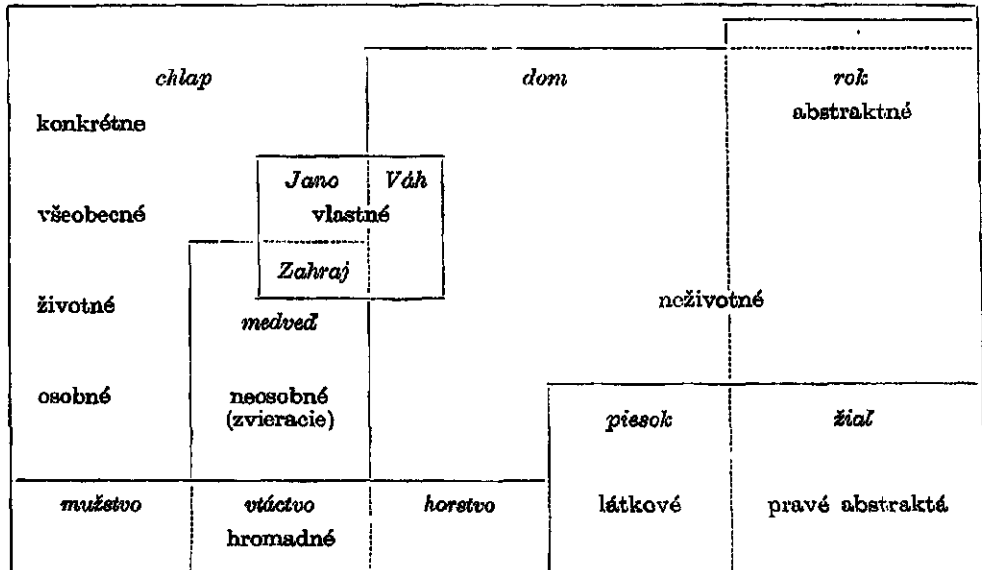 chlap dom rok
abstraktné
konkrétne
Jano Váh
všeobecné vlastné
Zahraj
životné neživotné
medveď
osobné neosobné
(zvieracie)
piesok žiaľ
mužstvo vtáctvo horstvo látkové pravé abstraktá
hromadné